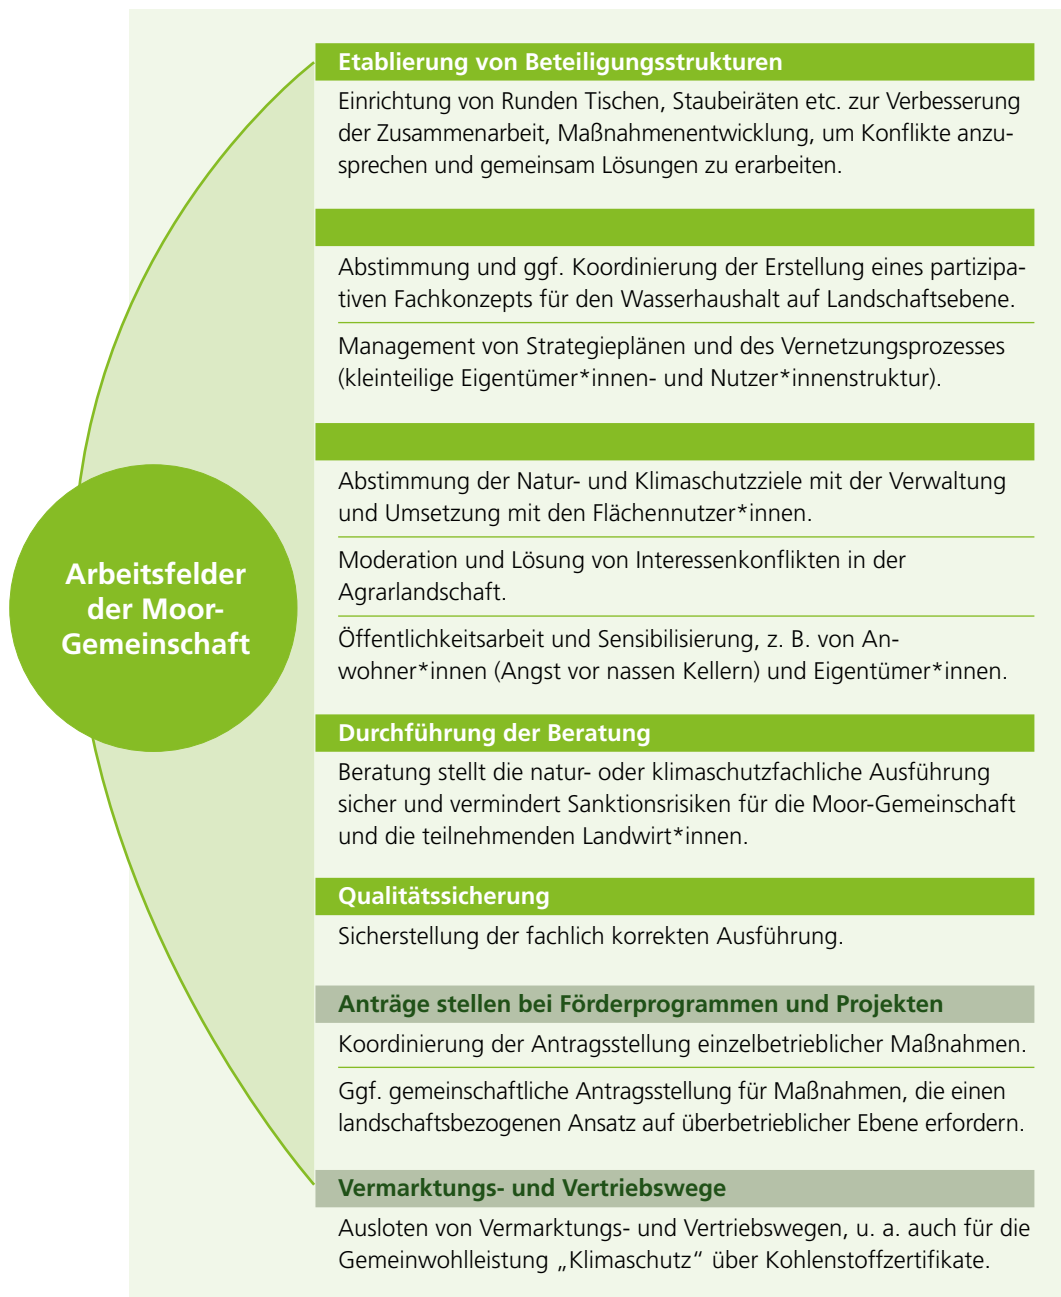 Etablierung von Beteiligungsstrukturen
Einrichtung von Runden Tischen, Staubeiräten etc. zur Verbesserung
der Zusammenarbeit, Maßnahmenentwicklung, um Konflikte anzu-
sprechen und gemeinsam Lösungen zu erarbeiten.
Abstimmung und ggf. Koordinierung der Erstellung eines partizipa-
tiven Fachkonzepts für den Wasserhaushalt auf Landschaftsebene.
Management von Strategieplänen und des Vernetzungsprozesses
(kleinteilige Eigentümer*innen- und Nutzer*innenstruktur).
Abstimmung der Natur- und Klimaschutzziele mit der Verwaltung
und Umsetzung mit den Flächennutzer*innen.
Moderation und Lösung von Interessenkonflikten in der
Agrarlandschaft.
Öffentlichkeitsarbeit und Sensibilisierung, z. B. von An-
wohner*innen (Angst vor nassen Kellern) und Eigentümer*innen.
Arbeitsfelder
der Moor-
Gemeinschaft
Durchführung der Beratung
Beratung stellt die natur- oder klimaschutzfachliche Ausführung
sicher und vermindert Sanktionsrisiken für die Moor-Gemeinschaft
und die teilnehmenden Landwirt*innen.
Qualitätssicherung
Sicherstellung der fachlich korrekten Ausführung.
Anträge stellen bei Förderprogrammen und Projekten
Koordinierung der Antragsstellung einzelbetrieblicher Maßnahmen.
Ggf. gemeinschaftliche Antragsstellung für Maßnahmen, die einen
landschaftsbezogenen Ansatz auf überbetrieblicher Ebene erfordern.
Vermarktungs- und Vertriebswege
Ausloten von Vermarktungs- und Vertriebswegen, u. a. auch für die
Gemeinwohlleistung „Klimaschutz“ über Kohlenstoffzertifikate.